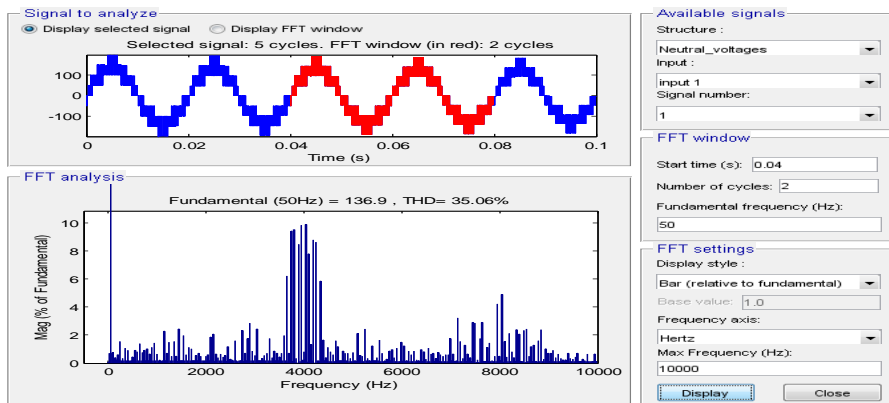 Signal to analyze
Display selected signal
Display FFT window
Selected signal: 5 cycles. FFT window (in red): 2 cycles
100
0
-100
0
0.02
0.04
0.06
0.08
0.1
Time (s)
FFT analysis
Fundamental (50Hz) = 136.9 , THD= 35.06%
Mag (% of Fundamental)
10
8
6
4
2
0
0
2000
4000
6000
8000
10000
Frequency (Hz)
Available signals
Structure :
Neutral_voltages
Input :
input 1
Signal number:
1
FFT window
Start time (s): 0.04
Number of cycles: 2
Fundamental frequency (Hz):
50
FFT settings
Display style :
Bar (relative to fundamental)
Base value: 1.0
Frequency axis:
Hertz
Max Frequency (Hz):
10000
Display
Close